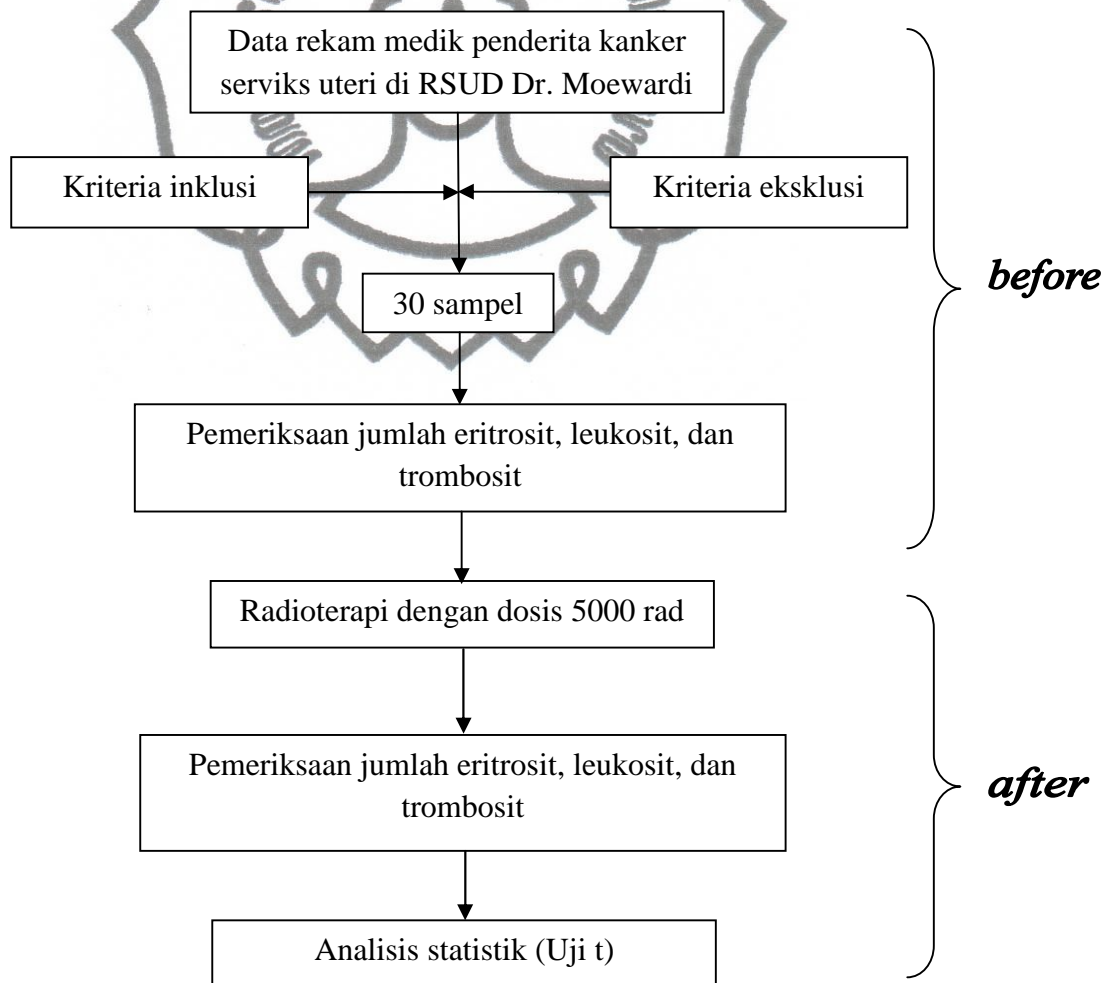 Data rekam medik penderita kanker
serviks uteri di RSUD Dr. Moewardi
Kriteria inklusi
Kriteria eksklusi
30 sampel
before
Pemeriksaan jumlah eritrosit, leukosit, dan
trombosit
Radioterapi dengan dosis 5000 rad
Pemeriksaan jumlah eritrosit, leukosit, dan
trombosit
after
Analisis statistik (Uji t)